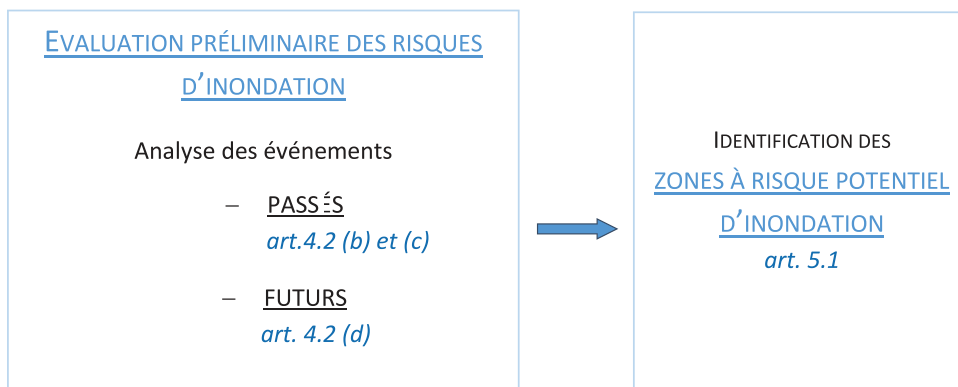 EVALUATION PRÉLIMINAIRE DES RISQUES
D'INONDATION
Analyse des événements
– PASSÉS
art.4.2 (b) et (c)
– FUTURS
art. 4.2 (d)
IDENTIFICATION DES
ZONES À RISQUE POTENTIEL
D'INONDATION
art. 5.1